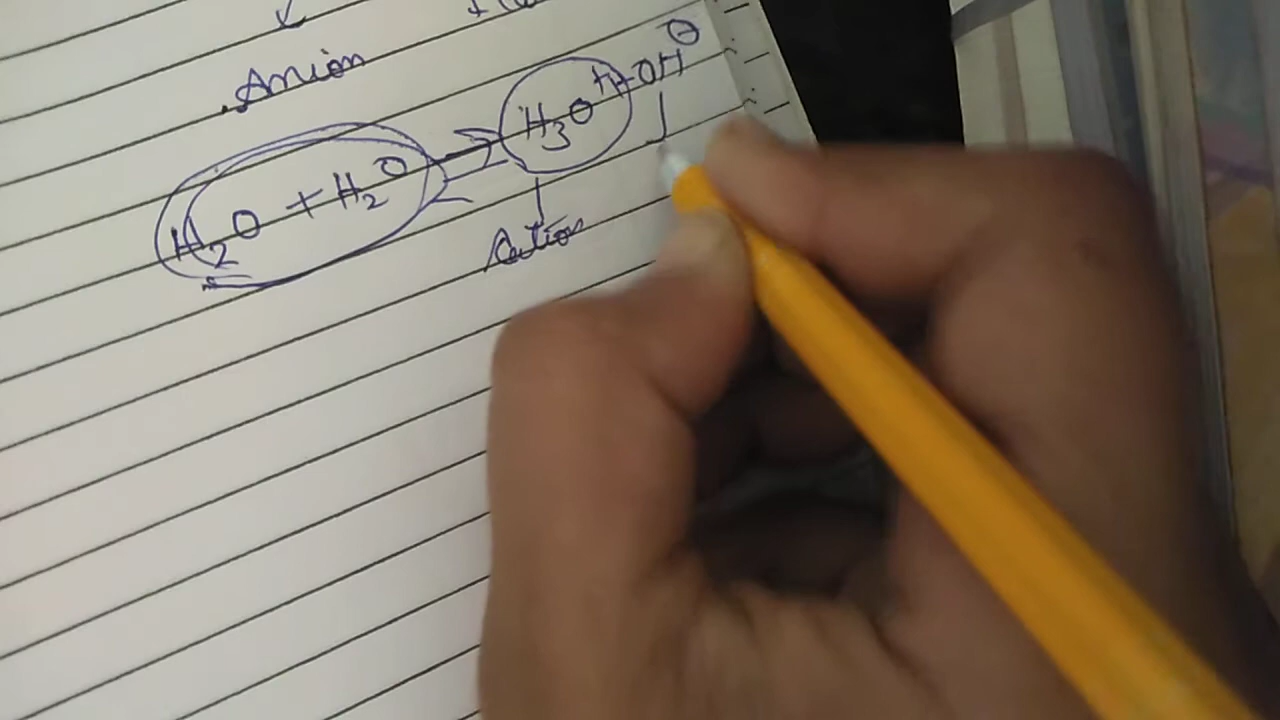 Anion
H₂O + H₂O ⇌ H₃O⁺ + OH⊖
Cation